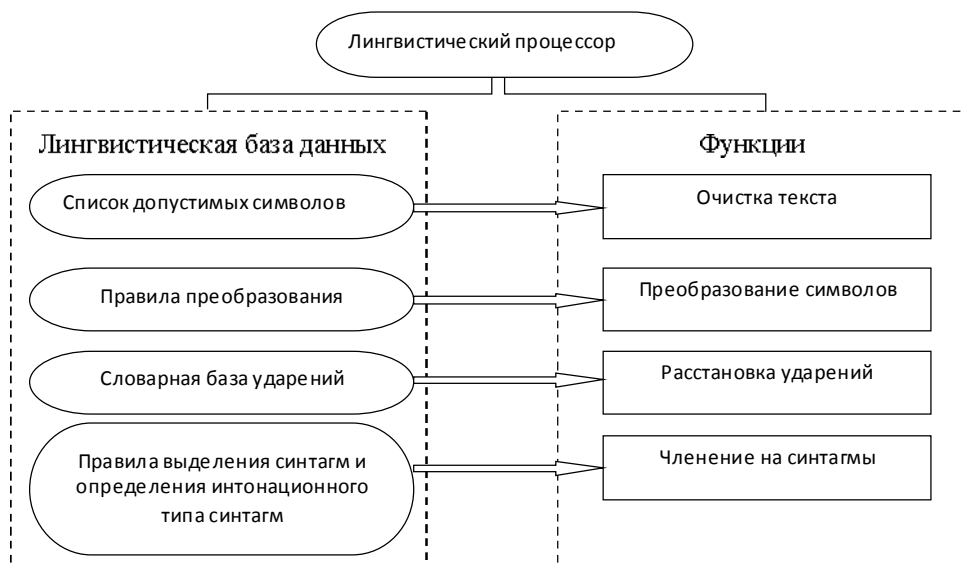 Лингвистический процессор
Лингвистическая база данных
Функции
Список допустимых символов
Очистка текста
Правила преобразования
Преобразование символов
Словарная база ударений
Расстановка ударений
Правила выделения синтагм и
определения интонационного
типа синтагм
Членение на синтагмы